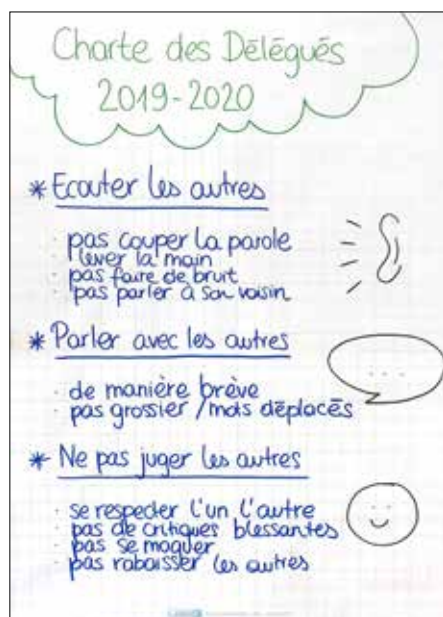 Charte des Délégués
2019-2020
* Ecouter les autres
· pas couper la parole
· lever la main
· pas faire de bruit
· pas parler à son voisin
* Parler avec les autres
· de manière brève
· pas grossier / mots déplacés
* Ne pas juger les autres
· se respecter l'un l'autre
· pas de critiques blessantes
· pas se moquer
· pas rabaisser les autres